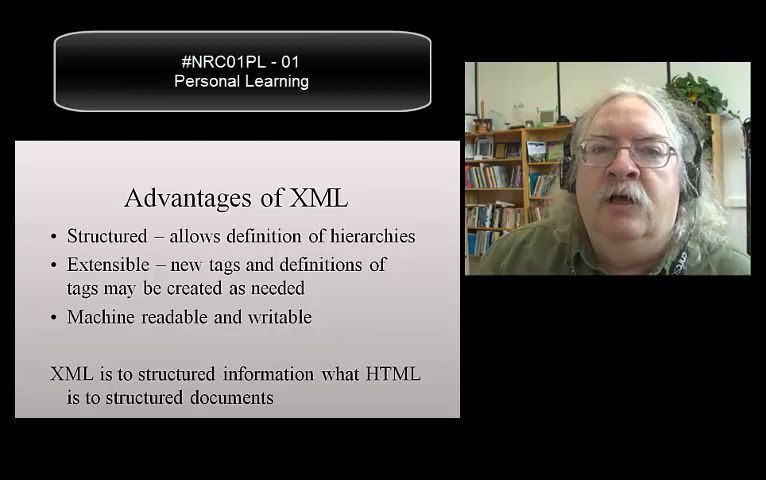 #NRC01PL - 01
Personal Learning
Advantages of XML
• Structured – allows definition of hierarchies
• Extensible – new tags and definitions of
tags may be created as needed
• Machine readable and writable
XML is to structured information what HTML
is to structured documents